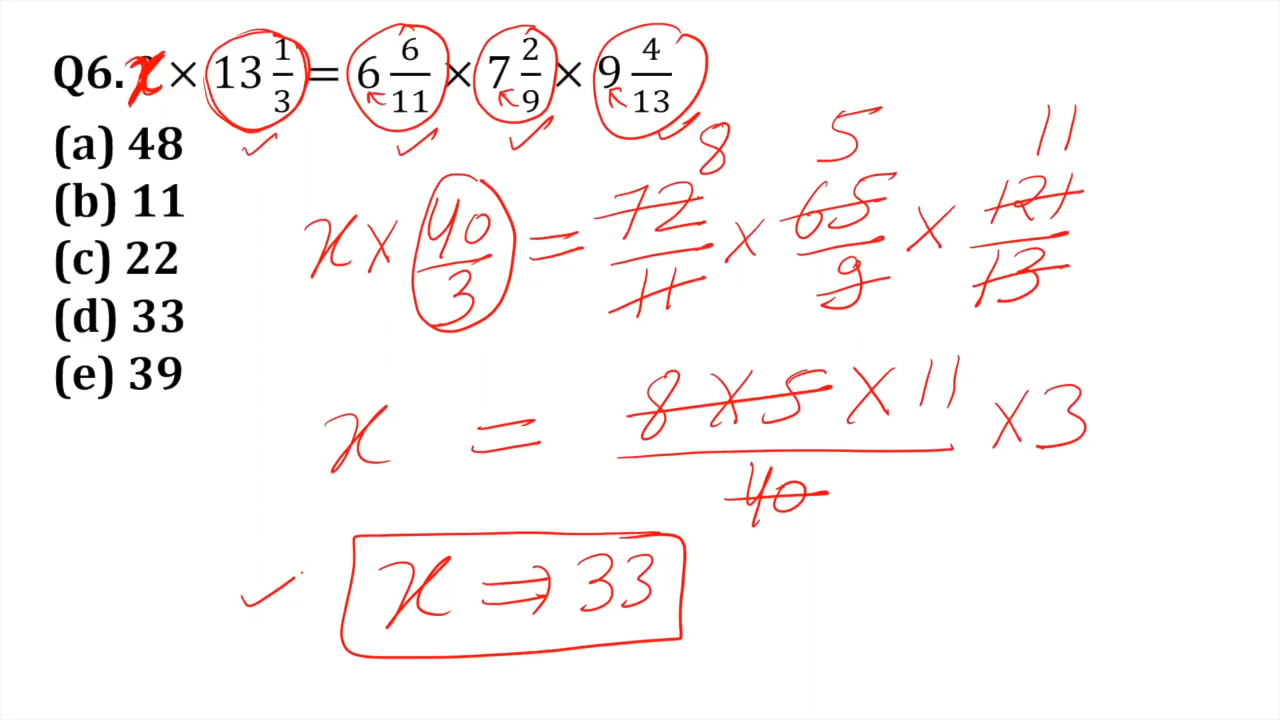 Q6. x × 13 1/3 = 6 6/11 × 7 2/9 × 9 4/13
(a) 48
(b) 11
(c) 22
(d) 33
(e) 39
8 5 11
x × 40/3 = 72/11 × 65/9 × 121/13
x = 8 × 5 × 11 / 40 × 3
x ⇒ 33